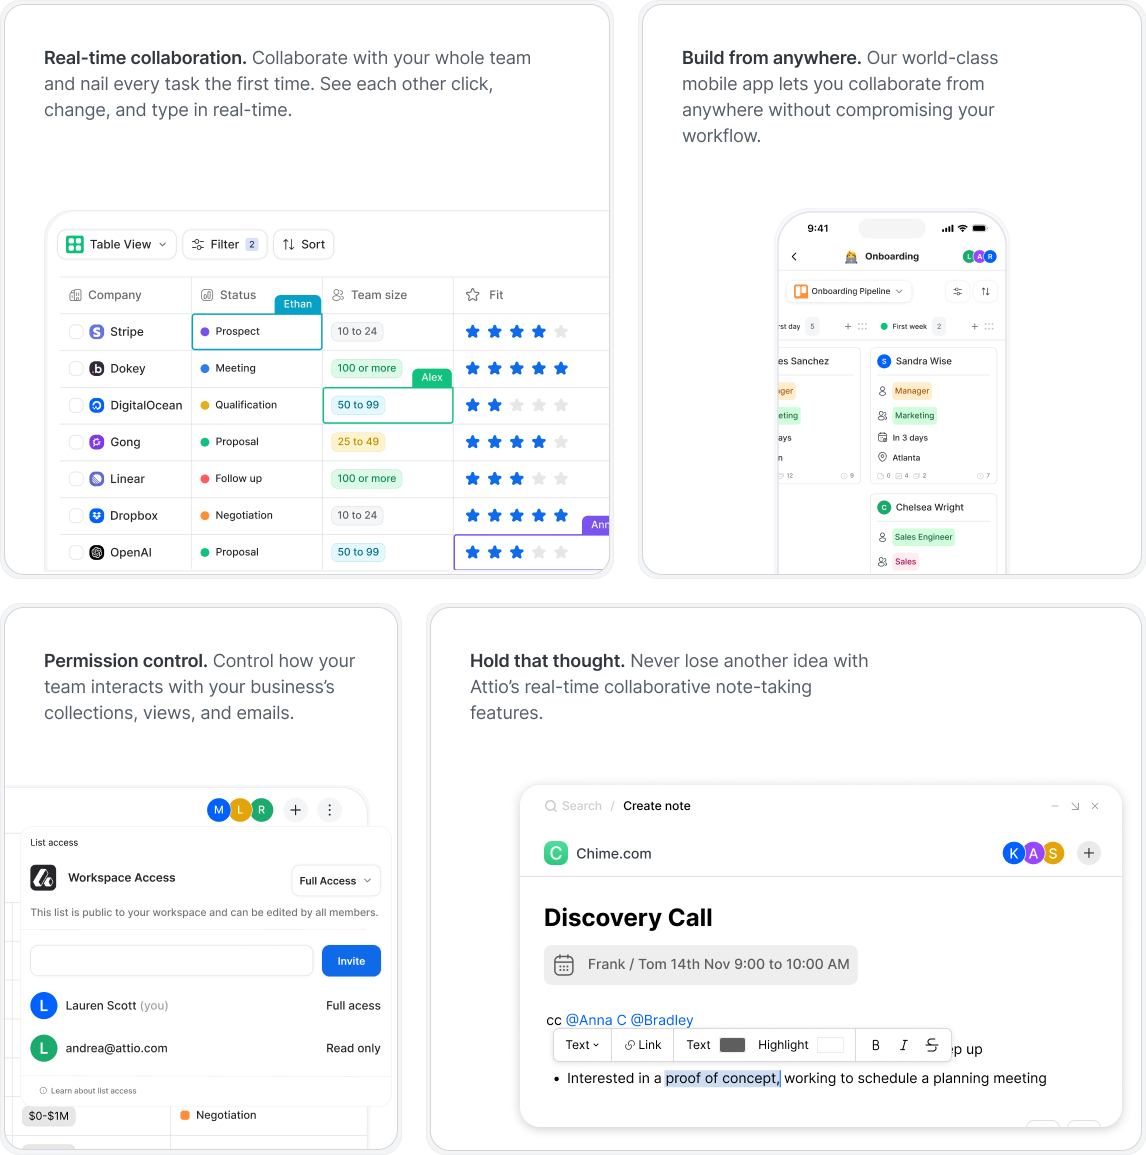 Real-time collaboration. Collaborate with your whole team
and nail every task the first time. See each other click,
change, and type in real-time.
Table View
Filter 2
Sort
Company Status Team size Fit
Ethan
Stripe Prospect 10 to 24
Dokey Meeting 100 or more
Alex
DigitalOcean Qualification 50 to 99
Gong Proposal 25 to 49
Linear Follow up 100 or more
Dropbox Negotiation 10 to 24
Ann
OpenAI Proposal 50 to 99
Build from anywhere. Our world-class
mobile app lets you collaborate from
anywhere without compromising your
workflow.
9:41
Onboarding L A R
Onboarding Pipeline
rst day 5 + First week 2 +
es Sanchez
ager
eting
ays
n
12 9
S Sandra Wise
Manager
Marketing
In 3 days
Atlanta
0 4 2 7
C Chelsea Wright
Sales Engineer
Sales
Permission control. Control how your
team interacts with your business’s
collections, views, and emails.
M L R +
List access
Workspace Access Full Access
This list is public to your workspace and can be edited by all members.
Invite
L Lauren Scott (you) Full acess
L andrea@attio.com Read only
Learn about list access
$0-$1M Negotiation
Hold that thought. Never lose another idea with
Attio’s real-time collaborative note-taking
features.
Search / Create note
C Chime.com K A S +
Discovery Call
Frank / Tom 14th Nov 9:00 to 10:00 AM
cc @Anna C @Bradley
Text Link Text Highlight B I S
ep up
• Interested in a proof of concept, working to schedule a planning meeting